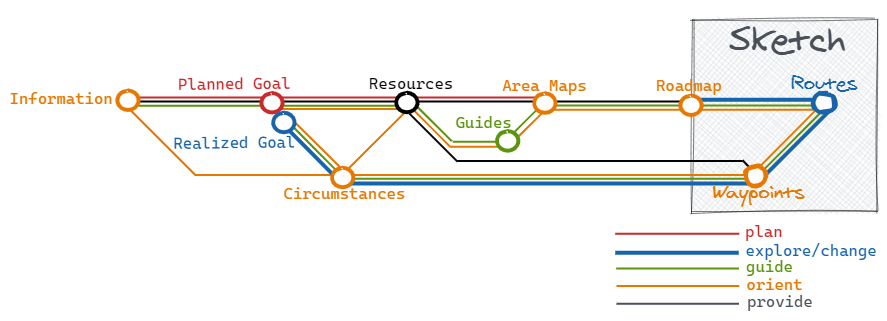 Sketch
Planned Goal
Resources
Area Maps
Roadmap
Routes
Information
Guides
Realized Goal
Circumstances
Waypoints
plan
explore/change
guide
orient
provide